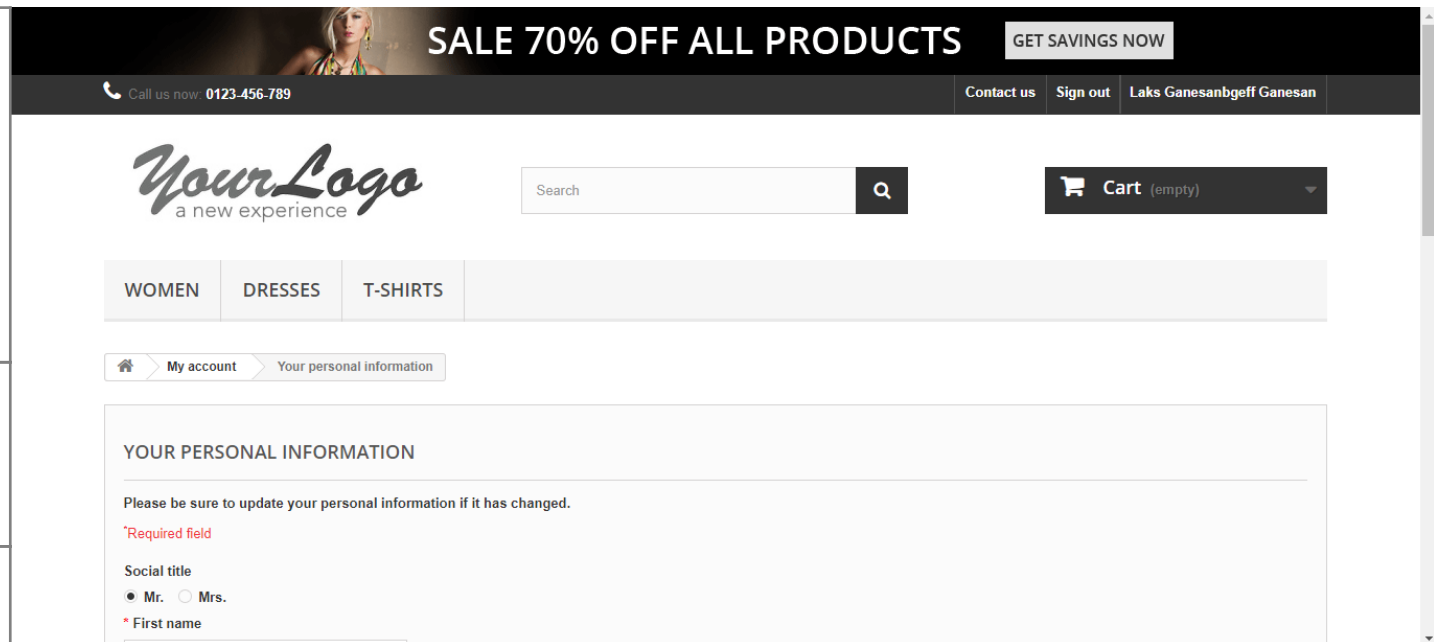 SALE 70% OFF ALL PRODUCTS GET SAVINGS NOW
Call us now: 0123-456-789 Contact us Sign out Laks Ganesanbgeff Ganesan
YourLogo
a new experience
Search
Cart (empty)
WOMEN DRESSES T-SHIRTS
My account Your personal information
YOUR PERSONAL INFORMATION
Please be sure to update your personal information if it has changed.
*Required field
Social title
Mr. Mrs.
* First name